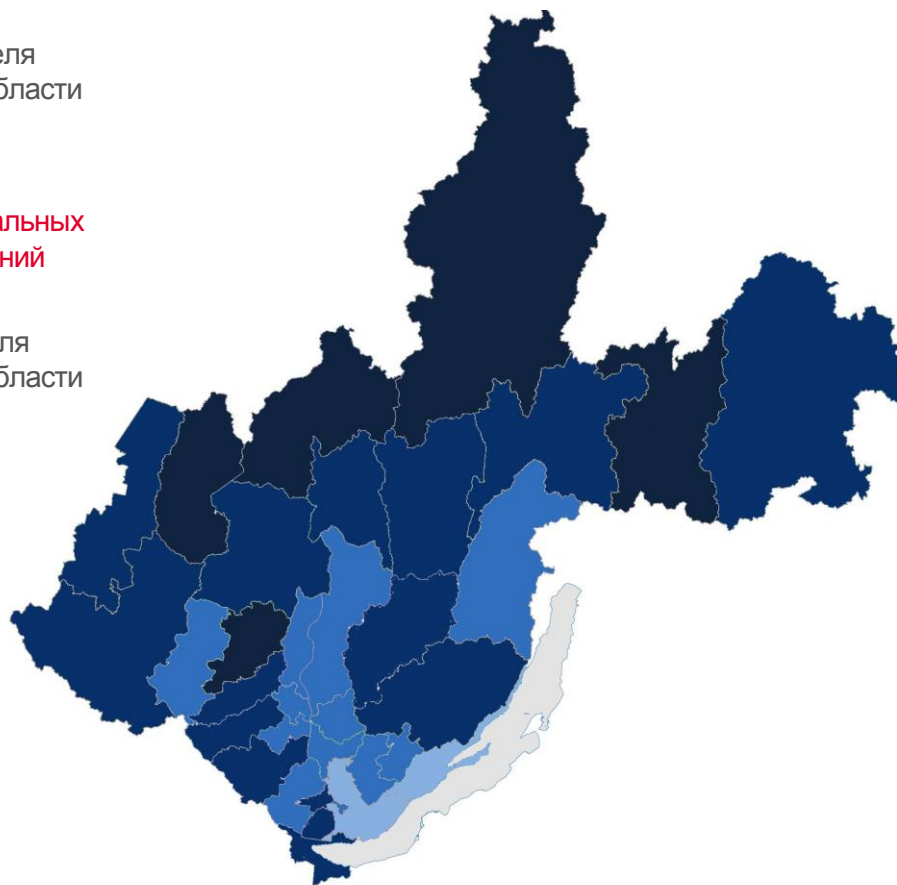 еля
бласти
альных
ний
ля
бласти